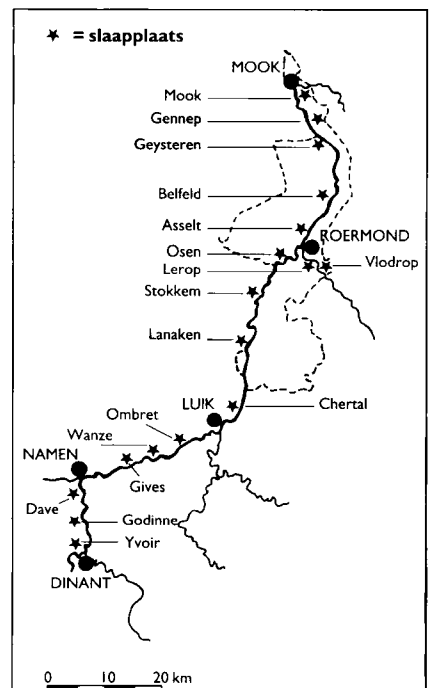 ★ = slaapplaats
MOOK
Mook
Gennep
Geysteren
Belfeld
Asselt
ROERMOND
Osen
Lerop
Vlodrop
Stokkem
Lanaken
LUIK
Chertal
Ombret
Wanze
NAMEN
Gives
Dave
Godinne
Yvoir
DINANT
0 10 20 km